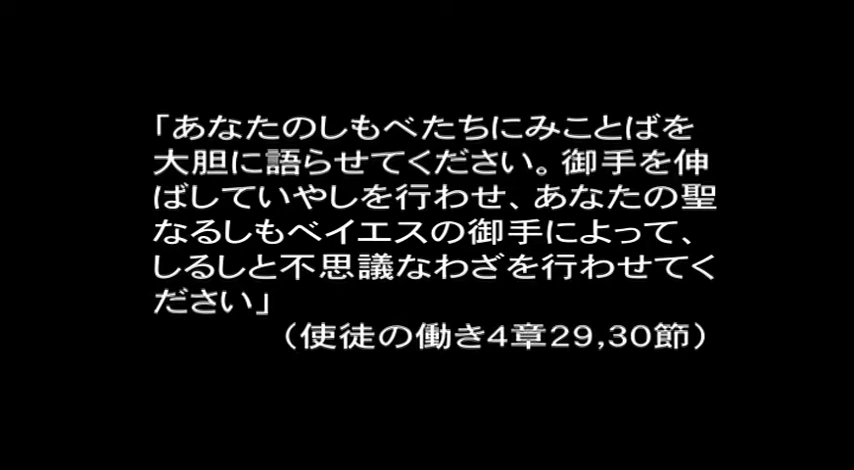 「あなたのしもべたちにみことばを
大胆に語らせてください。御手を伸
ばしていやしを行わせ、あなたの聖
なるしもベイエスの御手によって、
しるしと不思議なわざを行わせてく
ださい」
（使徒の働き4章29,30節）